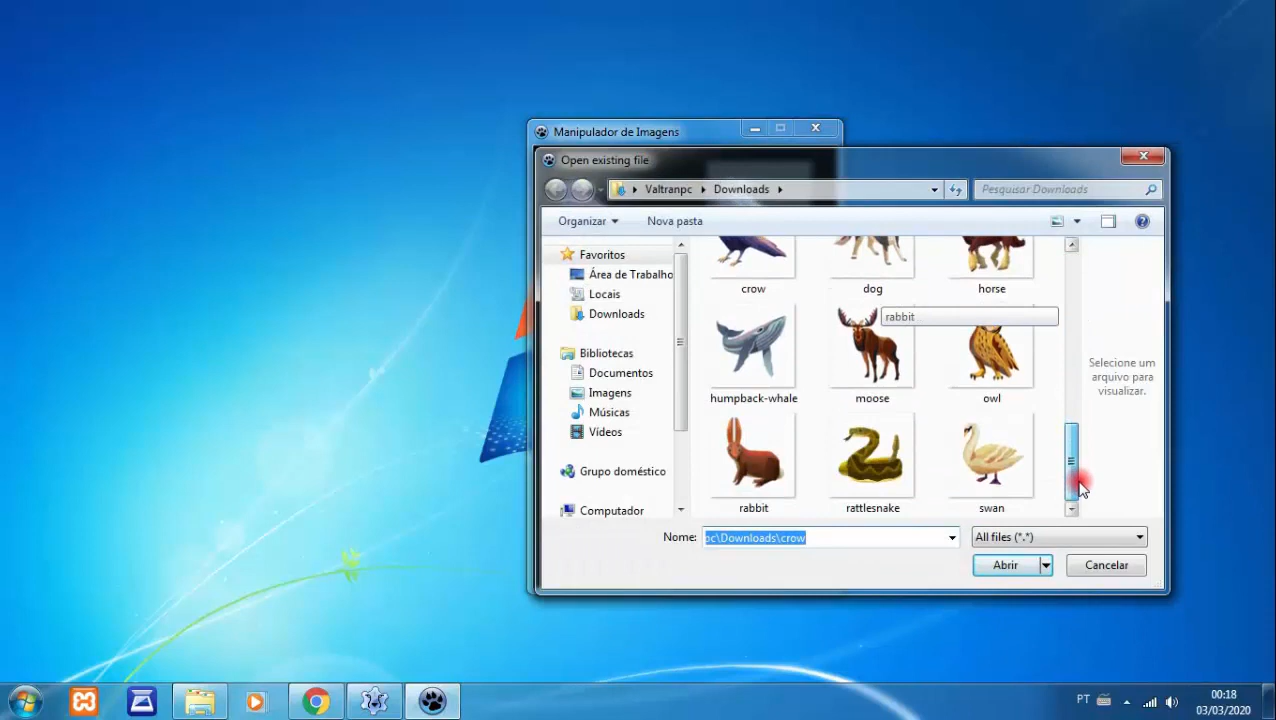 Manipulador de Imagens
Open existing file
Valtranpc Downloads
Pesquisar Downloads
Organizar Nova pasta
Favoritos
Área de Trabalho
Locais
Downloads
Bibliotecas
Documentos
Imagens
Músicas
Vídeos
Grupo doméstico
Computador
crow dog horse
rabbit
humpback-whale moose owl
rabbit rattlesnake swan
Selecione um
arquivo para
visualizar.
Nome: pc\Downloads\crow All files (*.*)
Abrir Cancelar
PT 00:18
03/03/2020